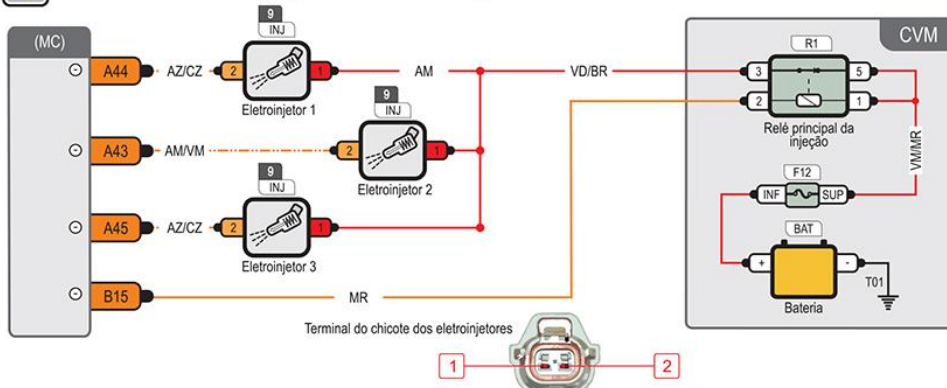 9
INJ
(MC)
CVM
R1
A44 AZ/CZ 2 1 AM VD/BR 3 5
Eletroinjetor 1
9
INJ
2 1
Relé principal da
injeção
A43 AM/VM 2 1
Eletroinjetor 2
VM/MR
9
INJ
F12
INF SUP
A45 AZ/CZ 2 1
Eletroinjetor 3
BAT
+ -
T01
Bateria
B15 MR
Terminal do chicote dos eletroinjetores
1 2